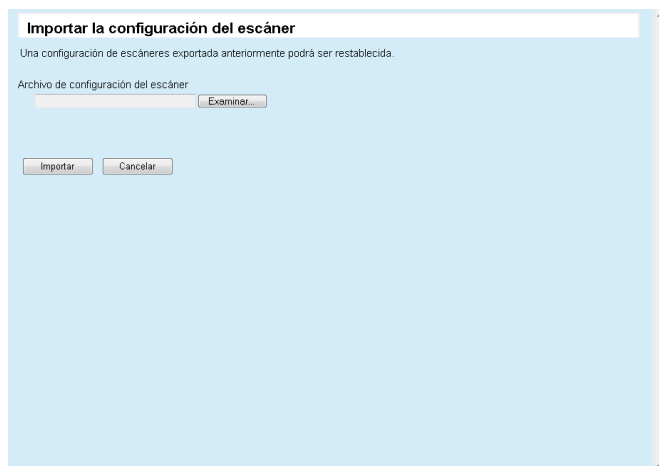 Importar la configuración del escáner
Una configuración de escáneres exportada anteriormente podrá ser restablecida.
Archivo de configuración del escáner
Examinar...
Importar Cancelar